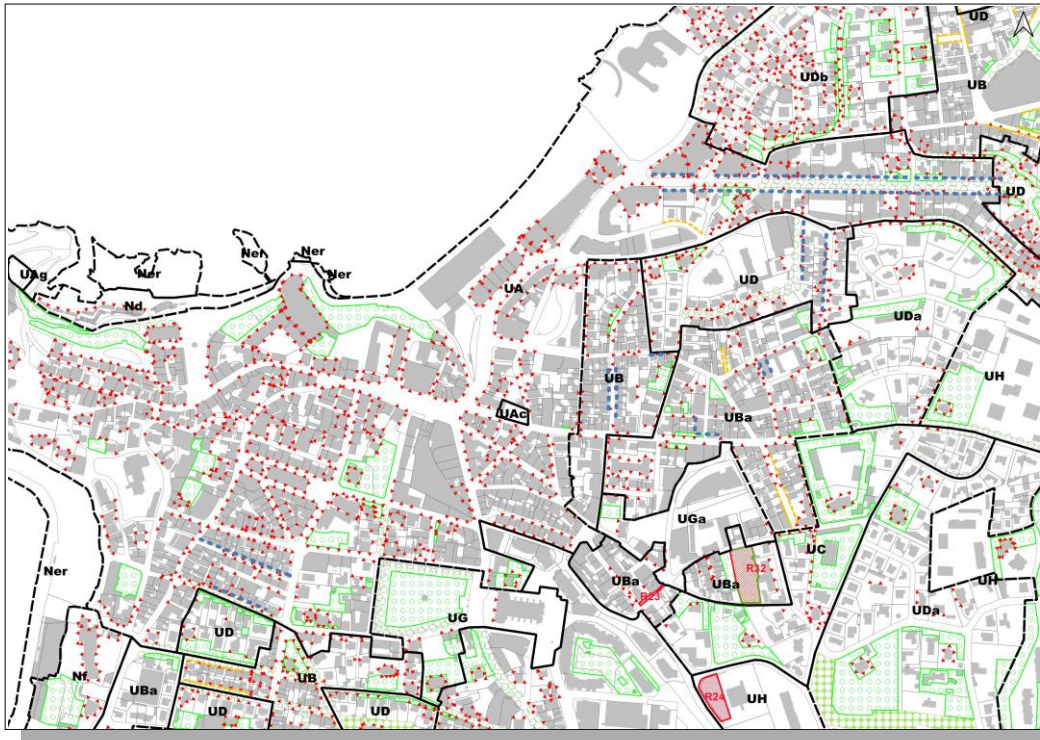 UD
UDb
UB
UD
Ner
Ner
Ner
Ner
UAg
Nd
UA
UD
UDa
UH
UB
UAc
UBa
UGa
UC
R32
UBa
UBa
R23
Ner
UDa
UH
UG
UD
UB
Nf
UBa
UD
UD
R24
UH